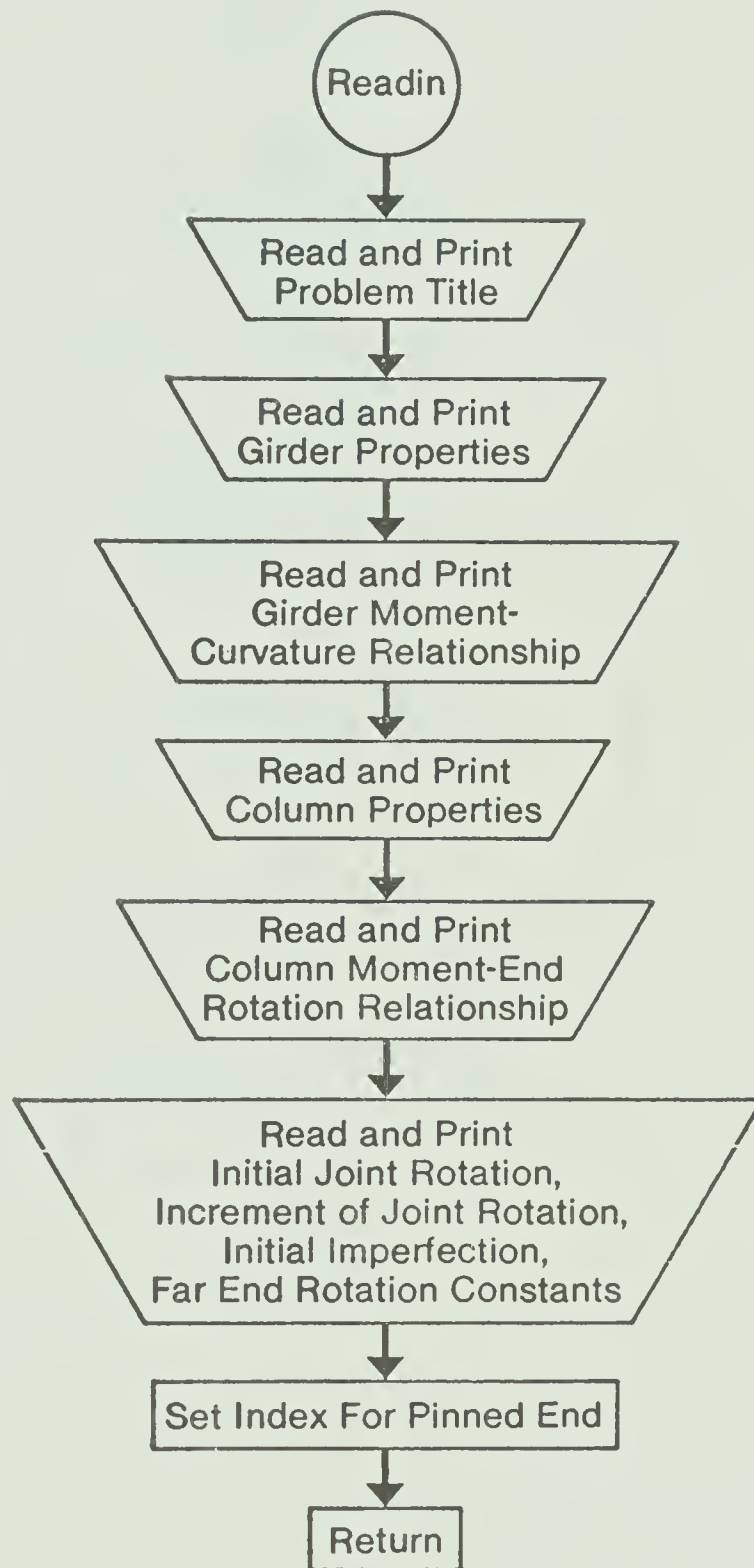 Readin
Read and Print
Problem Title
Read and Print
Girder Properties
Read and Print
Girder Moment-
Curvature Relationship
Read and Print
Column Properties
Read and Print
Column Moment-End
Rotation Relationship
Read and Print
Initial Joint Rotation,
Increment of Joint Rotation,
Initial Imperfection,
Far End Rotation Constants
Set Index For Pinned End
Return